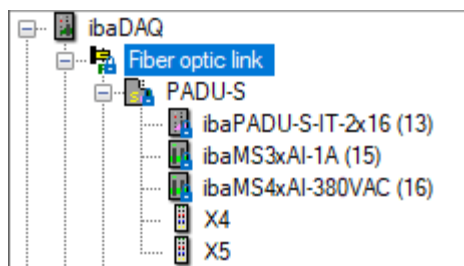 ibaDAQ
Fiber optic link
PADU-S
ibaPADU-S-IT-2x16 (13)
ibaMS3xAI-1A (15)
ibaMS4xAI-380VAC (16)
X4
X5